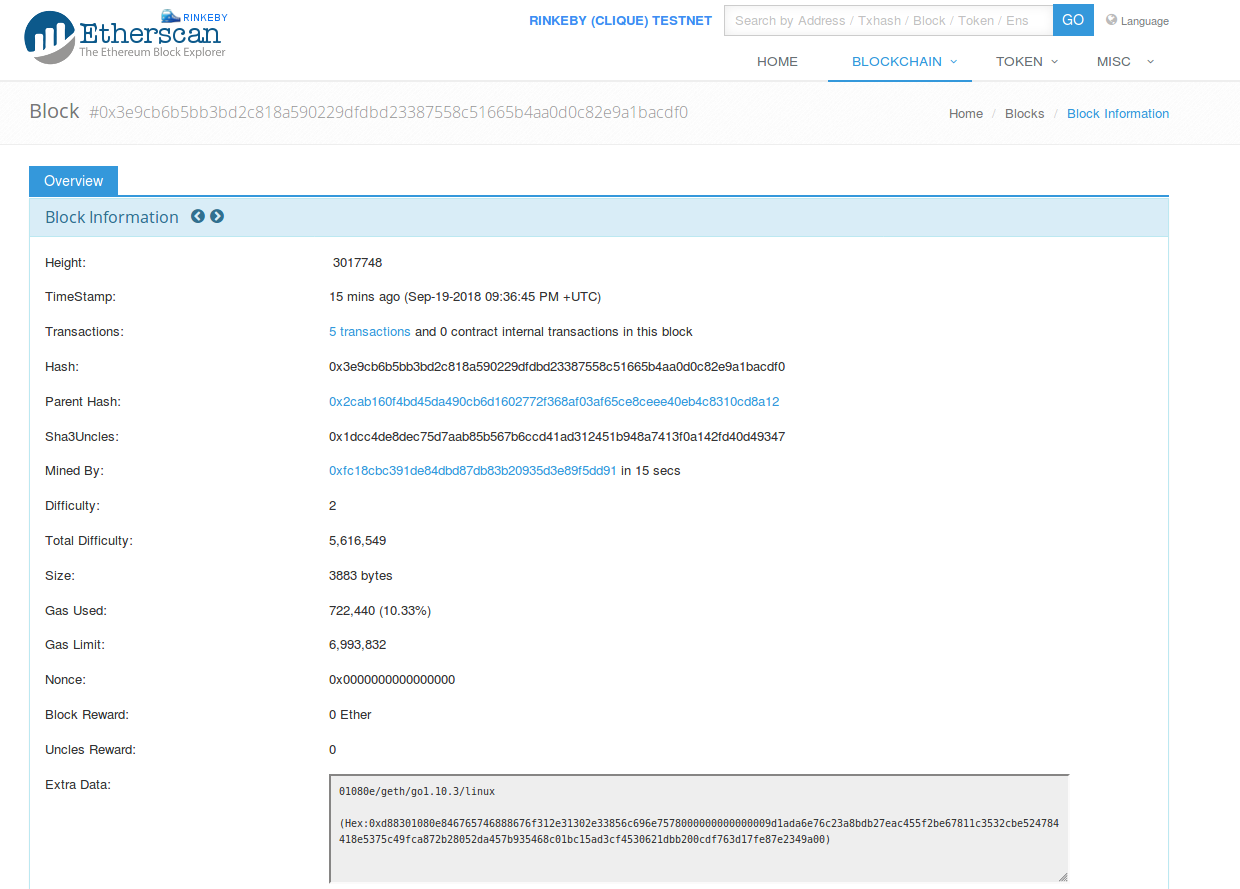 RINKEBY
Etherscan
The Ethereum Block Explorer
RINKEBY (CLIQUE) TESTNET
Search by Address / Txhash / Block / Token / Ens
GO
Language
HOME
BLOCKCHAIN
TOKEN
MISC
Block #0x3e9cb6b5bb3bd2c818a590229dfdbd23387558c51665b4aa0d0c82e9a1bacdf0
Home / Blocks / Block Information
Overview
Block Information
Height: 3017748
TimeStamp: 15 mins ago (Sep-19-2018 09:36:45 PM +UTC)
Transactions: 5 transactions and 0 contract internal transactions in this block
Hash: 0x3e9cb6b5bb3bd2c818a590229dfdbd23387558c51665b4aa0d0c82e9a1bacdf0
Parent Hash: 0x2cab160f4bd45da490cb6d1602772f368af03af65ce8ceee40eb4c8310cd8a12
Sha3Uncles: 0x1dcc4de8dec75d7aab85b567b6ccd41ad312451b948a7413f0a142fd40d49347
Mined By: 0xfc18cbc391de84dbd87db83b20935d3e89f5dd91 in 15 secs
Difficulty: 2
Total Difficulty: 5,616,549
Size: 3883 bytes
Gas Used: 722,440 (10.33%)
Gas Limit: 6,993,832
Nonce: 0x0000000000000000
Block Reward: 0 Ether
Uncles Reward: 0
Extra Data:
01080e/geth/go1.10.3/linux
(Hex:0xd88301080e846765746888676f312e31302e33856c696e7578000000000000009d1ada6e76c23a8bdb27eac455f2be67811c3532cbe524784
418e5375c49fca872b28052da457b935468c01bc15ad3cf4530621dbb200cdf763d17fe87e2349a00)